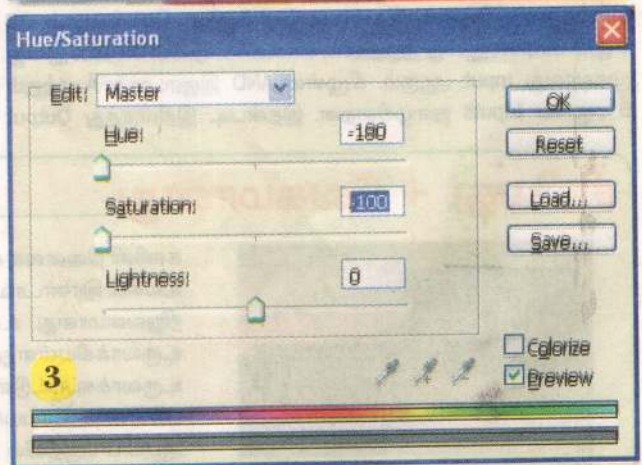 Hue/Saturation
Edit: Master
OK
Hue: -180
Reset
Saturation: -100
Load...
Save...
Lightness: 0
Colorize
Preview
3